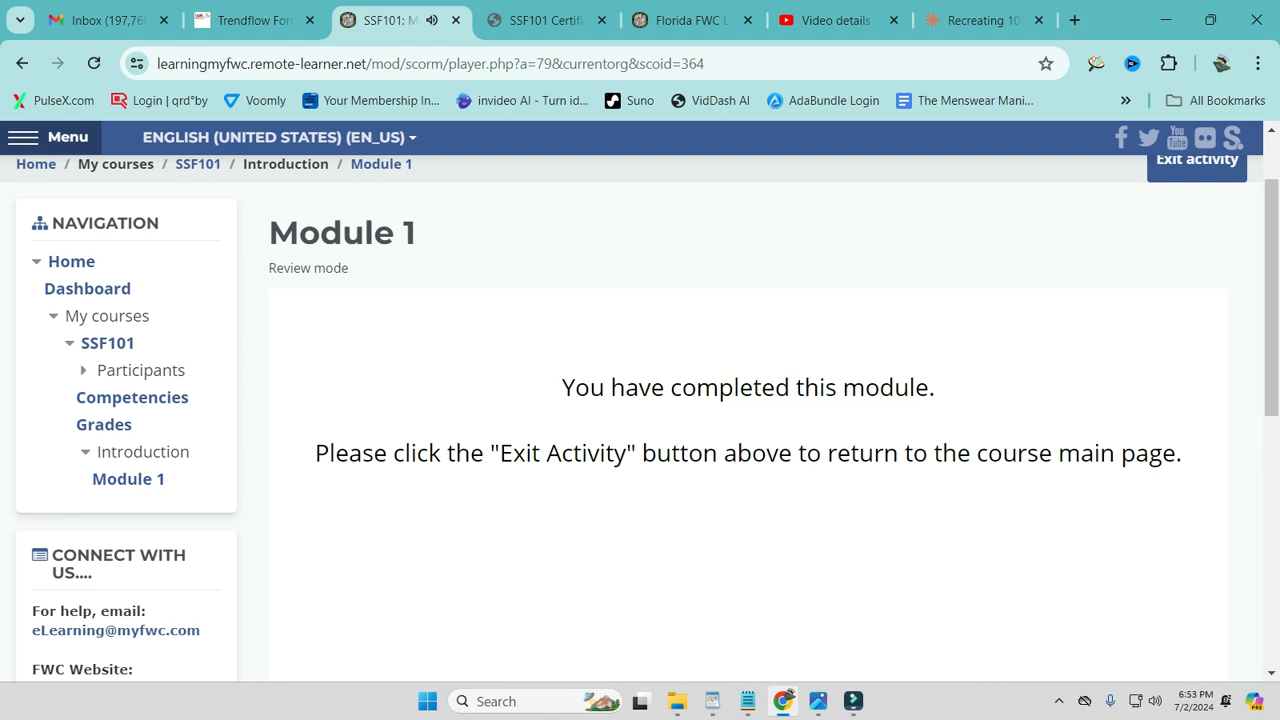 Inbox (197,76
Trendflow For
SSF101: M
SSF101 Certifi
Florida FWC L
Video details
Recreating 10
learningmyfwc.remote-learner.net/mod/scorm/player.php?a=79&currentorg&scoid=364
PulseX.com
Login | qrd°by
Voomly
Your Membership In...
invideo AI - Turn id...
Suno
VidDash AI
AdaBundle Login
The Menswear Mani...
»
All Bookmarks
Menu
ENGLISH (UNITED STATES) (EN_US)
Home / My courses / SSF101 / Introduction / Module 1
Exit activity
NAVIGATION
Home
Dashboard
My courses
SSF101
Participants
Competencies
Grades
Introduction
Module 1
CONNECT WITH
US....
For help, email:
eLearning@myfwc.com
FWC Website:
Module 1
Review mode
You have completed this module.
Please click the "Exit Activity" button above to return to the course main page.
Search
6:53 PM
7/2/2024